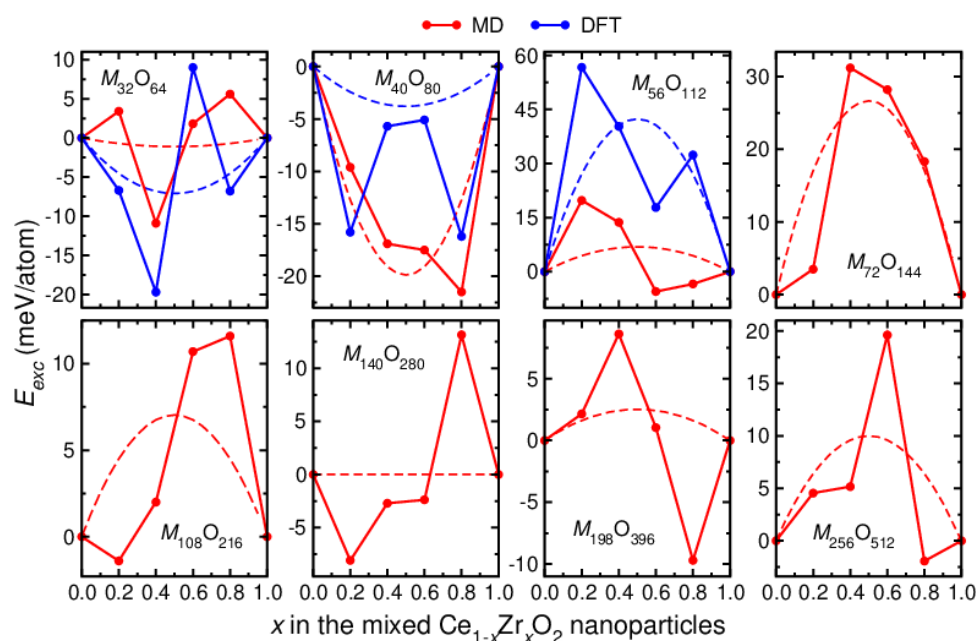 MD DFT
M32O64
M40O80
M56O112
M72O144
10
5
0
-5
-10
-15
-20
0
-5
-10
-15
-20
60
45
30
15
0
30
20
10
0
Eexc (meV/atom)
M108O216
M140O280
M198O396
M256O512
10
5
0
10
5
0
-5
5
0
-5
-10
20
15
10
5
0
0.0 0.2 0.4 0.6 0.8 1.0
0.0 0.2 0.4 0.6 0.8 1.0
0.0 0.2 0.4 0.6 0.8 1.0
0.0 0.2 0.4 0.6 0.8 1.0
x in the mixed Ce1-xZrxO2 nanoparticles